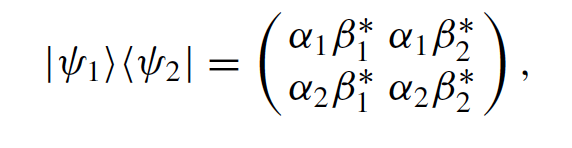 |ψ₁⟩⟨ψ₂| = ( α₁β₁* α₁β₂*
α₂β₁* α₂β₂* ) ,